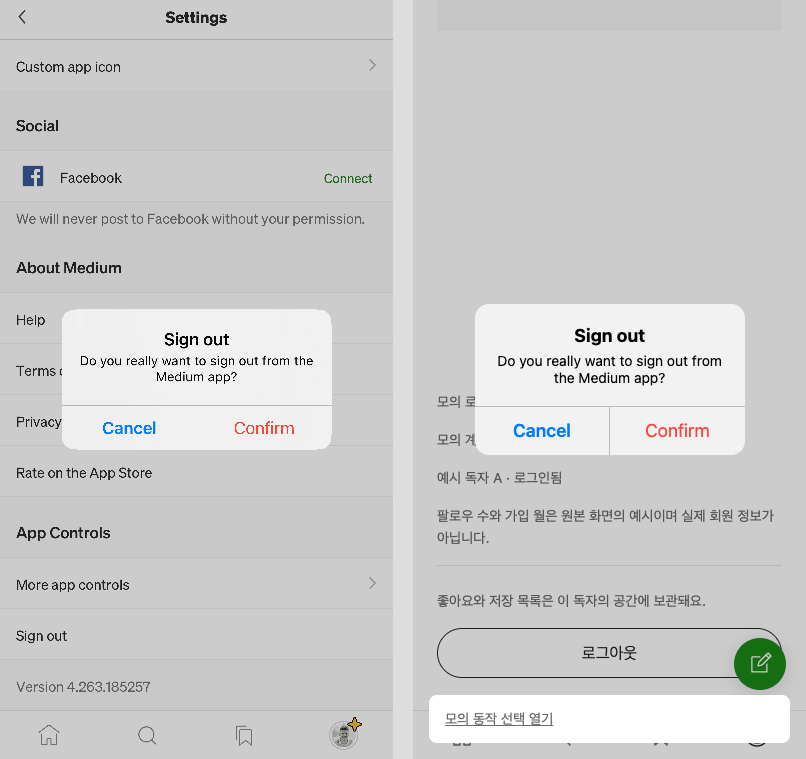 Settings
Custom app icon
Social
Facebook
Connect
We will never post to Facebook without your permission.
About Medium
Help
Sign out
Do you really want to sign out from the
Medium app?
Terms
Privacy
Cancel
Confirm
Rate on the App Store
App Controls
More app controls
Sign out
Version 4.263.185257
Sign out
Do you really want to sign out from
the Medium app?
모의
Cancel
Confirm
모의
예시 독자 A · 로그인됨
팔로우 수와 가입 월은 원본 화면의 예시이며 실제 회원 정보가
아닙니다.
좋아요와 저장 목록은 이 독자의 공간에 보관돼요.
로그아웃
모의 동작 선택 열기